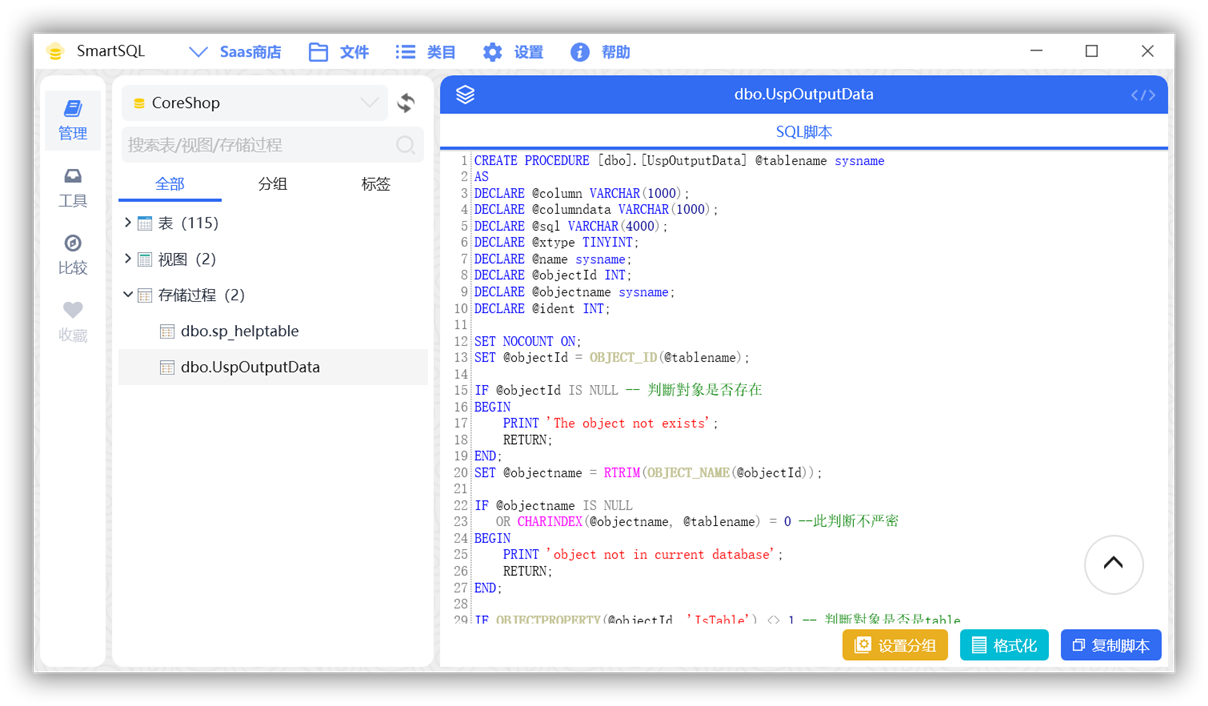 SmartSQL
Saas商店
文件
类目
设置
帮助
管理
工具
比较
收藏
CoreShop
搜索表/视图/存储过程
全部
分组
标签
表（115）
视图（2）
存储过程（2）
dbo.sp_helptable
dbo.UspOutputData
dbo.UspOutputData
SQL脚本
1 CREATE PROCEDURE [dbo].[UspOutputData] @tablename sysname
2 AS
3 DECLARE @column VARCHAR(1000);
4 DECLARE @columndata VARCHAR(1000);
5 DECLARE @sql VARCHAR(4000);
6 DECLARE @xtype TINYINT;
7 DECLARE @name sysname;
8 DECLARE @objectId INT;
9 DECLARE @objectname sysname;
10 DECLARE @ident INT;
11
12 SET NOCOUNT ON;
13 SET @objectId = OBJECT_ID(@tablename);
14
15 IF @objectId IS NULL -- 判斷對象是否存在
16 BEGIN
17 PRINT 'The object not exists';
18 RETURN;
19 END;
20 SET @objectname = RTRIM(OBJECT_NAME(@objectId));
21
22 IF @objectname IS NULL
23 OR CHARINDEX(@objectname, @tablename) = 0 --此判断不严密
24 BEGIN
25 PRINT 'object not in current database';
26 RETURN;
27 END;
28
29 IF OBJECTPROPERTY(@objectId, 'IsTable') <> 1 -- 判斷對象是否是table
设置分组
格式化
复制脚本